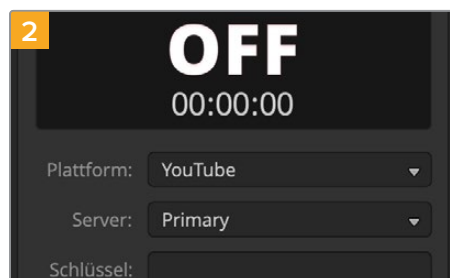 2
OFF
00:00:00
Plattform: YouTube
Server: Primary
Schlüssel: